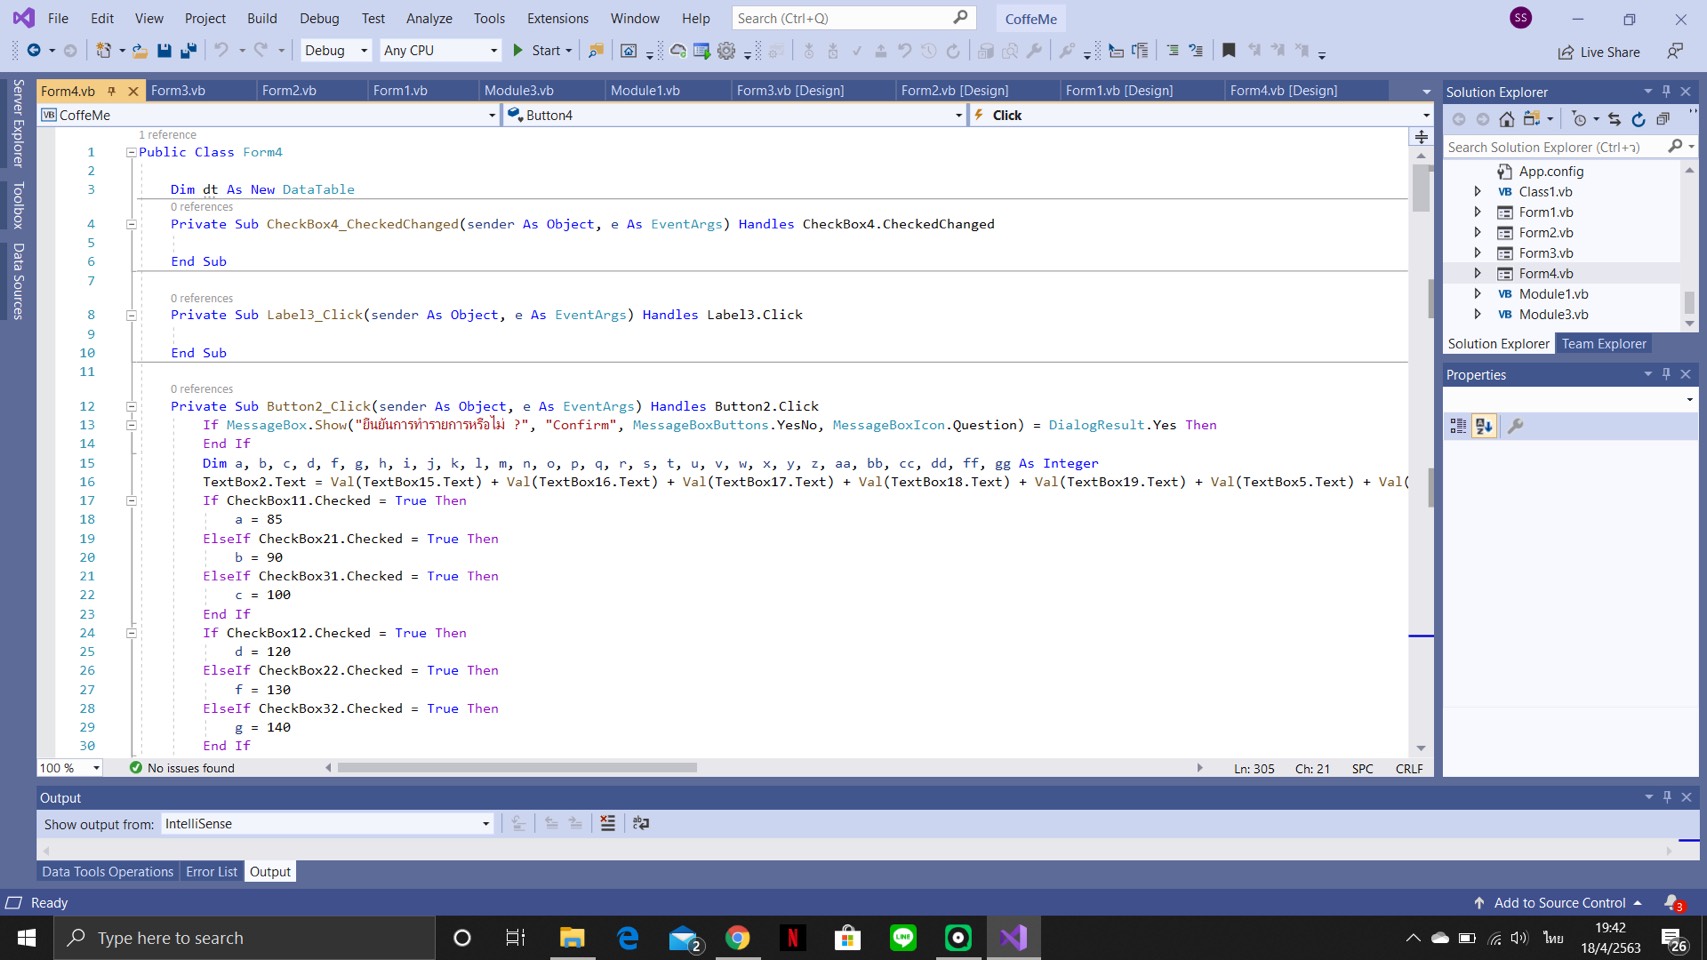 File Edit View Project Build Debug Test Analyze Tools Extensions Window Help Search (Ctrl+Q) CoffeMe SS
Debug Any CPU Start Live Share
Server Explorer
Toolbox
Data Sources
Form4.vb Form3.vb Form2.vb Form1.vb Module3.vb Module1.vb Form3.vb [Design] Form2.vb [Design] Form1.vb [Design] Form4.vb [Design]
CoffeMe Button4 Click
1 reference
1 Public Class Form4
2
3 Dim dt As New DataTable
0 references
4 Private Sub CheckBox4_CheckedChanged(sender As Object, e As EventArgs) Handles CheckBox4.CheckedChanged
5
6 End Sub
7
0 references
8 Private Sub Label3_Click(sender As Object, e As EventArgs) Handles Label3.Click
9
10 End Sub
11
0 references
12 Private Sub Button2_Click(sender As Object, e As EventArgs) Handles Button2.Click
13 If MessageBox.Show("ยืนยันการทำรายการหรือไม่ ?", "Confirm", MessageBoxButtons.YesNo, MessageBoxIcon.Question) = DialogResult.Yes Then
14 End If
15 Dim a, b, c, d, f, g, h, i, j, k, l, m, n, o, p, q, r, s, t, u, v, w, x, y, z, aa, bb, cc, dd, ff, gg As Integer
16 TextBox2.Text = Val(TextBox15.Text) + Val(TextBox16.Text) + Val(TextBox17.Text) + Val(TextBox18.Text) + Val(TextBox19.Text) + Val(TextBox5.Text) + Val(
17 If CheckBox11.Checked = True Then
18 a = 85
19 ElseIf CheckBox21.Checked = True Then
20 b = 90
21 ElseIf CheckBox31.Checked = True Then
22 c = 100
23 End If
24 If CheckBox12.Checked = True Then
25 d = 120
26 ElseIf CheckBox22.Checked = True Then
27 f = 130
28 ElseIf CheckBox32.Checked = True Then
29 g = 140
30 End If
100 % No issues found Ln: 305 Ch: 21 SPC CRLF
Solution Explorer
Search Solution Explorer (Ctrl+ว)
App.config
VB Class1.vb
Form1.vb
Form2.vb
Form3.vb
Form4.vb
VB Module1.vb
VB Module3.vb
Solution Explorer Team Explorer
Properties
Output
Show output from: IntelliSense
Data Tools Operations Error List Output
Ready Add to Source Control 3
Type here to search 2 N LINE ไทย 19:42
18/4/2563 26